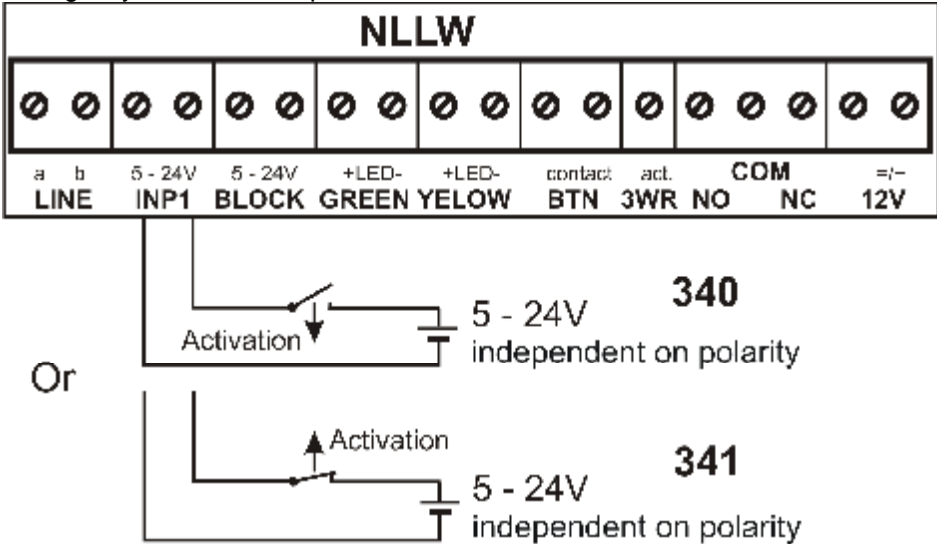 NLLW
a b 5 - 24V 5 - 24V +LED- +LED- contact act. COM =/~
LINE INP1 BLOCK GREEN YELOW BTN 3WR NO NC 12V
340
5 - 24V
Activation
independent on polarity
Or
Activation
341
5 - 24V
independent on polarity